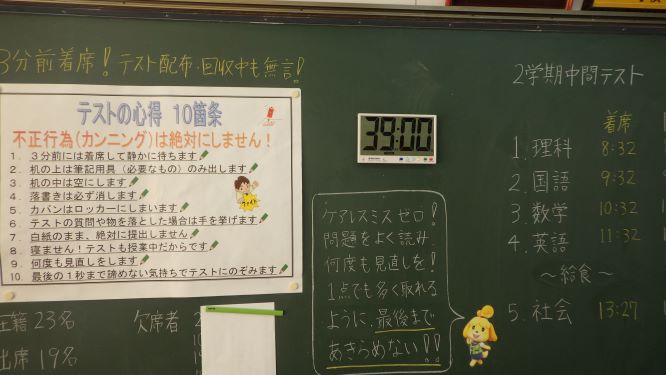 3分前着席！テスト配布・回収中も無言！
テストの心得 10箇条
不正行為（カンニング）は絶対にしません！
1. 3分前には着席して静かに待ちます
2. 机の上は筆記用具（必要なもの）のみ出します
3. 机の中は空にします
4. 落書きは必ず消します
5. カバンはロッカーにしまいます
6. テストの質問や物を落とした場合は手を挙げます
7. 白紙のまま、絶対に提出しません
8. 寝ません！テストも授業中だからです
9. 何度も見直しをします
10. 最後の1秒まで諦めない気持ちでテストにのぞみます
在籍 23名
出席 19名
欠席者
39:00
ケアレスミスゼロ！
問題をよく読み
何度も見直しを！
1点でも多く取れる
ように、最後まで
あきらめない!!
2学期中間テスト
着席
1. 理科 8:32
2. 国語 9:32
3. 数学 10:32
4. 英語 11:32
～給食～
5. 社会 13:27